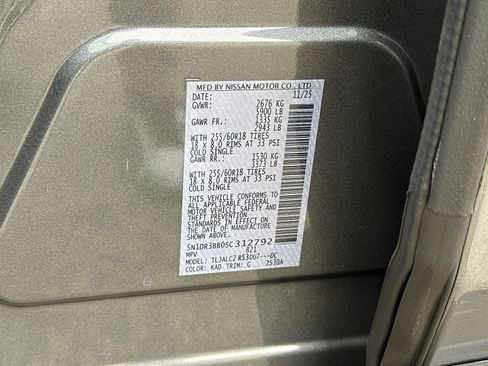 MFD BY NISSAN MOTOR CO., LTD
DATE: 11/25
GVWR: 2676 KG
5900 LB
GAWR FR.: 1335 KG
2943 LB
WITH 255/60R18 TIRES
18 X 8.0 RIMS AT 33 PSI
COLD SINGLE
GAWR RR.: 1530 KG
3373 LB
WITH 255/60R18 TIRES
18 X 8.0 RIMS AT 33 PSI
COLD SINGLE
THIS VEHICLE CONFORMS TO
ALL APPLICABLE FEDERAL
MOTOR VEHICLE SAFETY
STANDARDS IN EFFECT ON
THE DATE OF MANUFACTURE
SHOWN ABOVE.
5N1DR3BB0SC312792
MPV 821
MODEL: TLJALC2 R53DU7---DC
COLOR: KAD TRIM: G ZS3DA